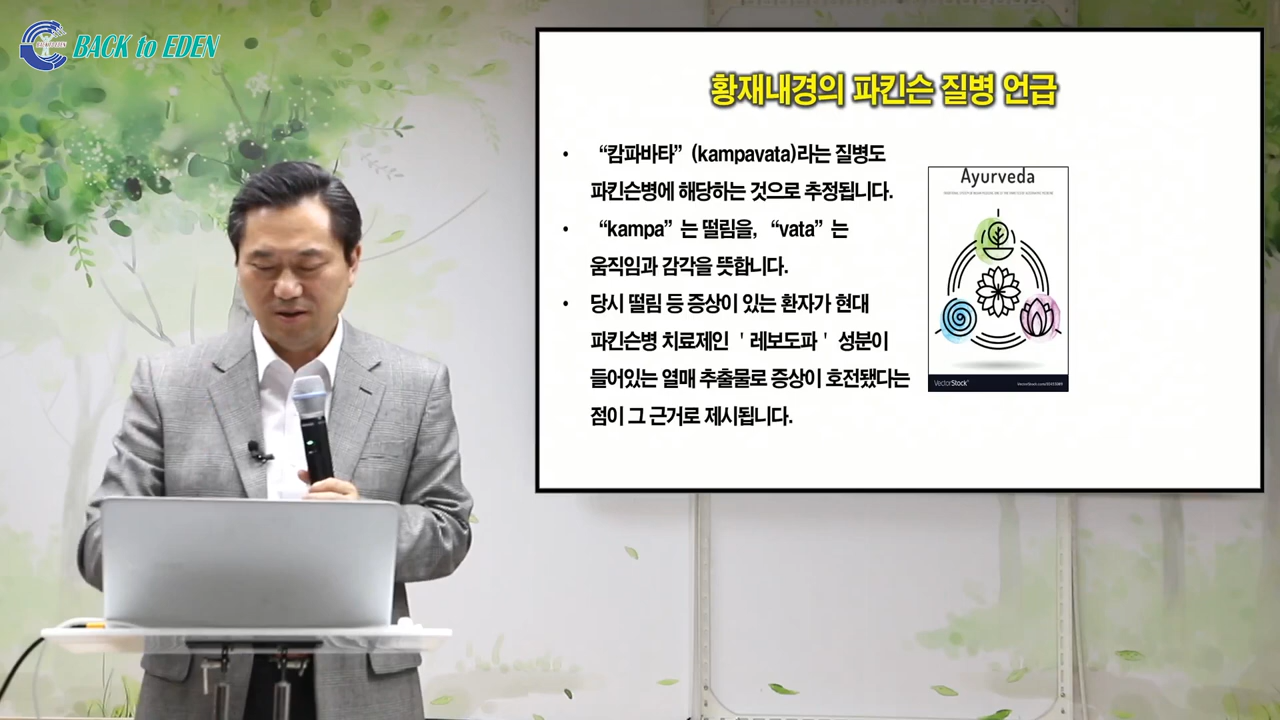 BACK to EDEN
황재내경의 파킨슨 질병 언급
• “캄파바타” (kampavata)라는 질병도
파킨슨병에 해당하는 것으로 추정됩니다.
• “kampa” 는 떨림을, “vata” 는
움직임과 감각을 뜻합니다.
• 당시 떨림 등 증상이 있는 환자가 현대
파킨슨병 치료제인 '레보도파' 성분이
들어있는 열매 추출물로 증상이 호전됐다는
점이 그 근거로 제시됩니다.
Ayurveda
VectorStock